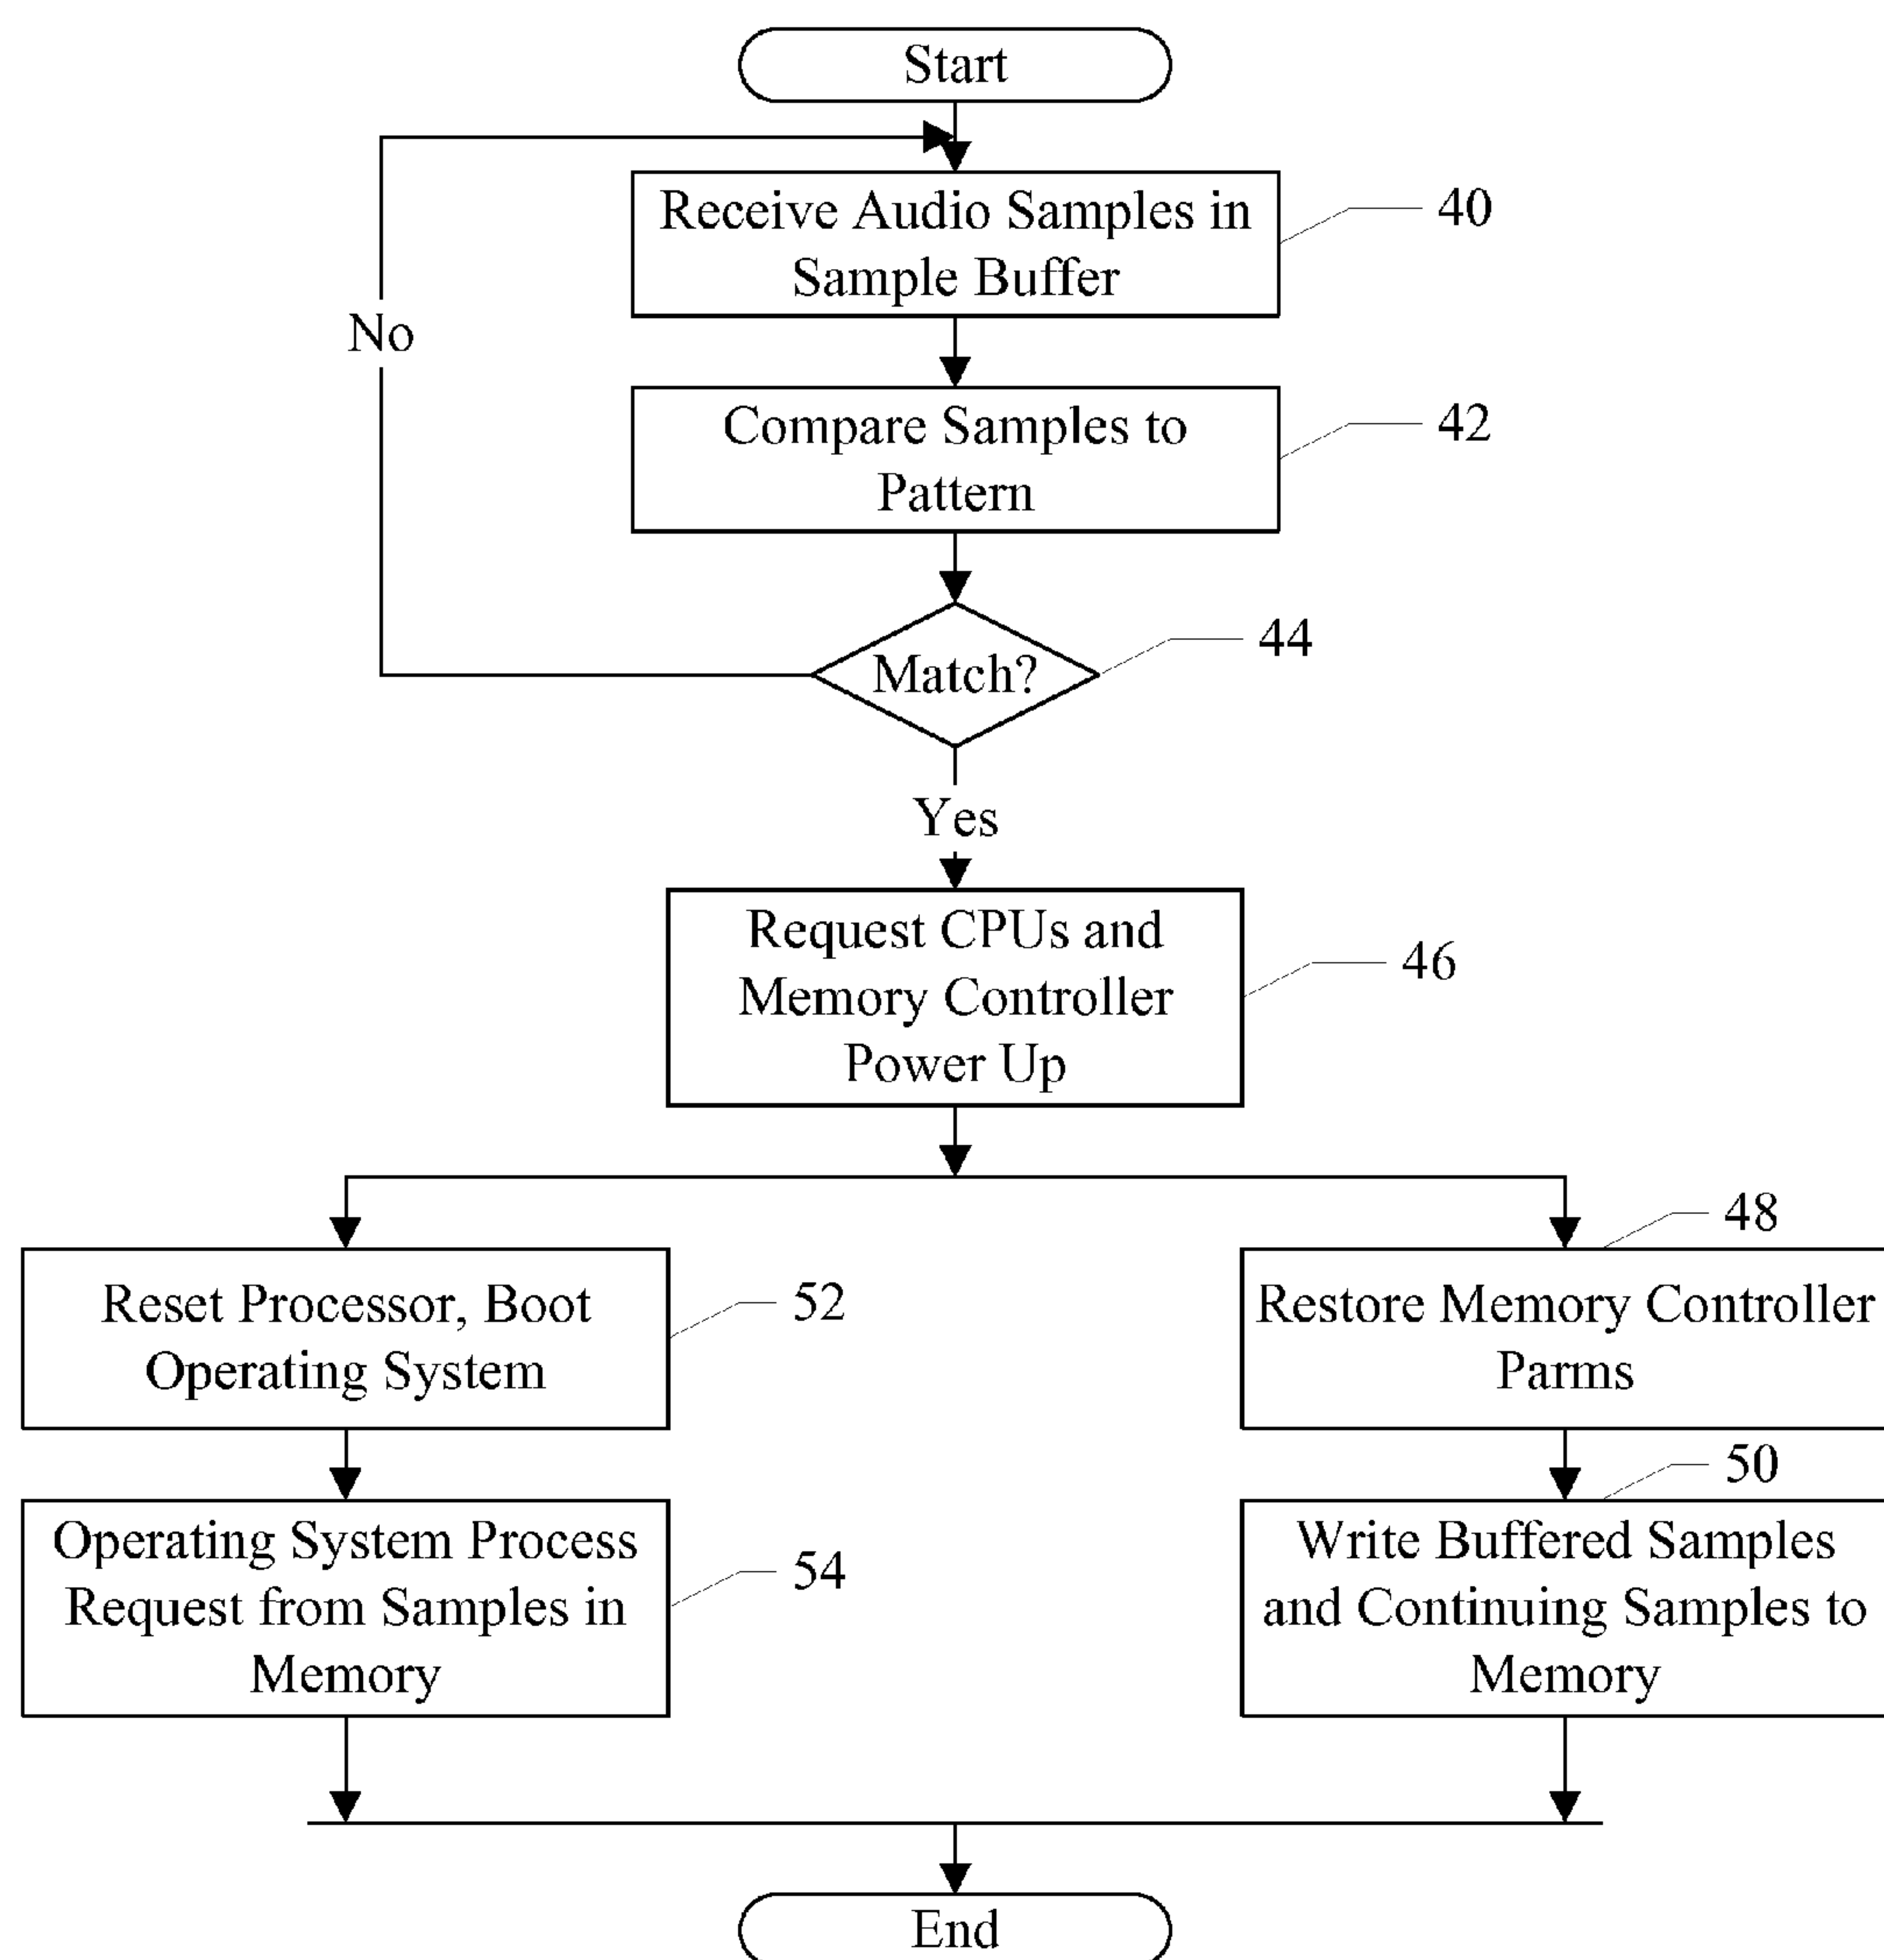 Start
Receive Audio Samples in
Sample Buffer
40
No
Compare Samples to
Pattern
42
Match?
44
Yes
Request CPUs and
Memory Controller
Power Up
46
Reset Processor, Boot
Operating System
52
48
Restore Memory Controller
Parms
Operating System Process
Request from Samples in
Memory
54
50
Write Buffered Samples
and Continuing Samples to
Memory
End